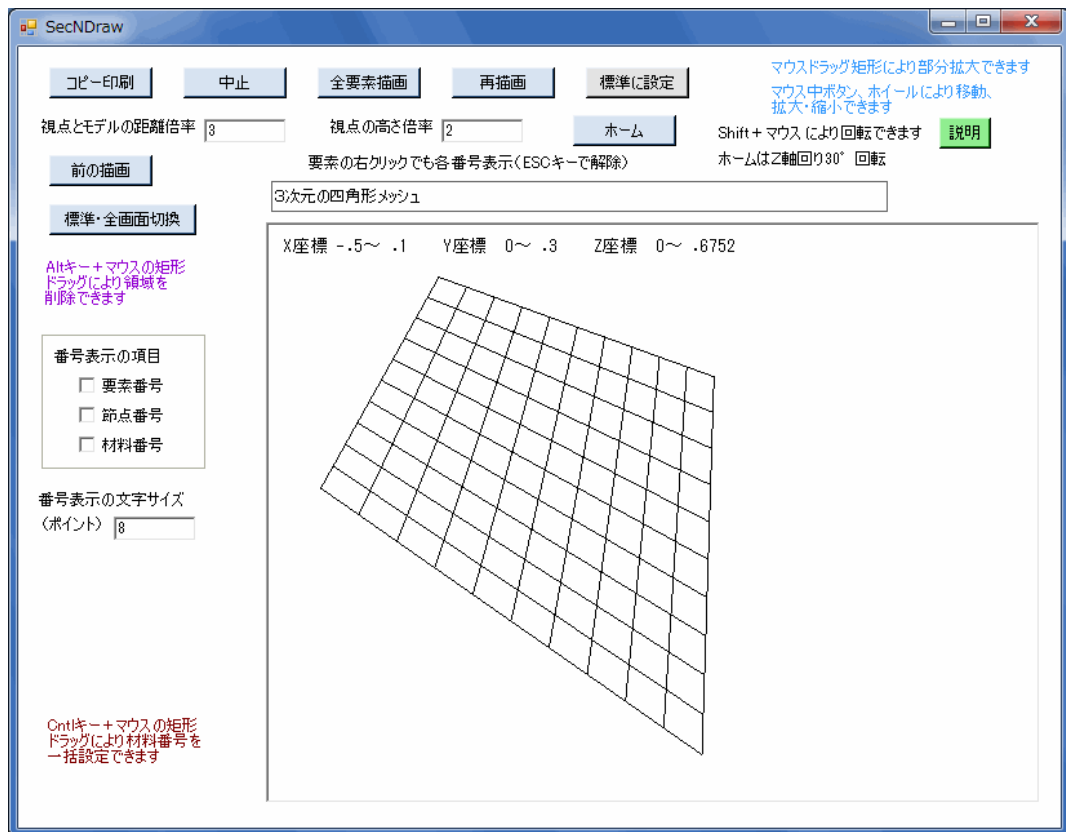 SecNDraw
コピー印刷
中止
全要素描画
再描画
標準に設定
マウスドラッグ矩形により部分拡大できます
マウス中ボタン、ホイールにより移動、
拡大・縮小できます
視点とモデルの距離倍率 3
視点の高さ倍率 2
ホーム
Shift+マウスにより回転できます
説明
前の描画
要素の右クリックでも各番号表示(ESCキーで解除)
ホームはZ軸回り30° 回転
3次元の四角形メッシュ
標準・全画面切換
X座標 -.5～ .1 Y座標 0～ .3 Z座標 0～ .6752
Altキー+マウスの矩形
ドラッグにより領域を
削除できます
番号表示の項目
要素番号
節点番号
材料番号
番号表示の文字サイズ
(ポイント) 8
Cntlキー+マウスの矩形
ドラッグにより材料番号を
一括設定できます